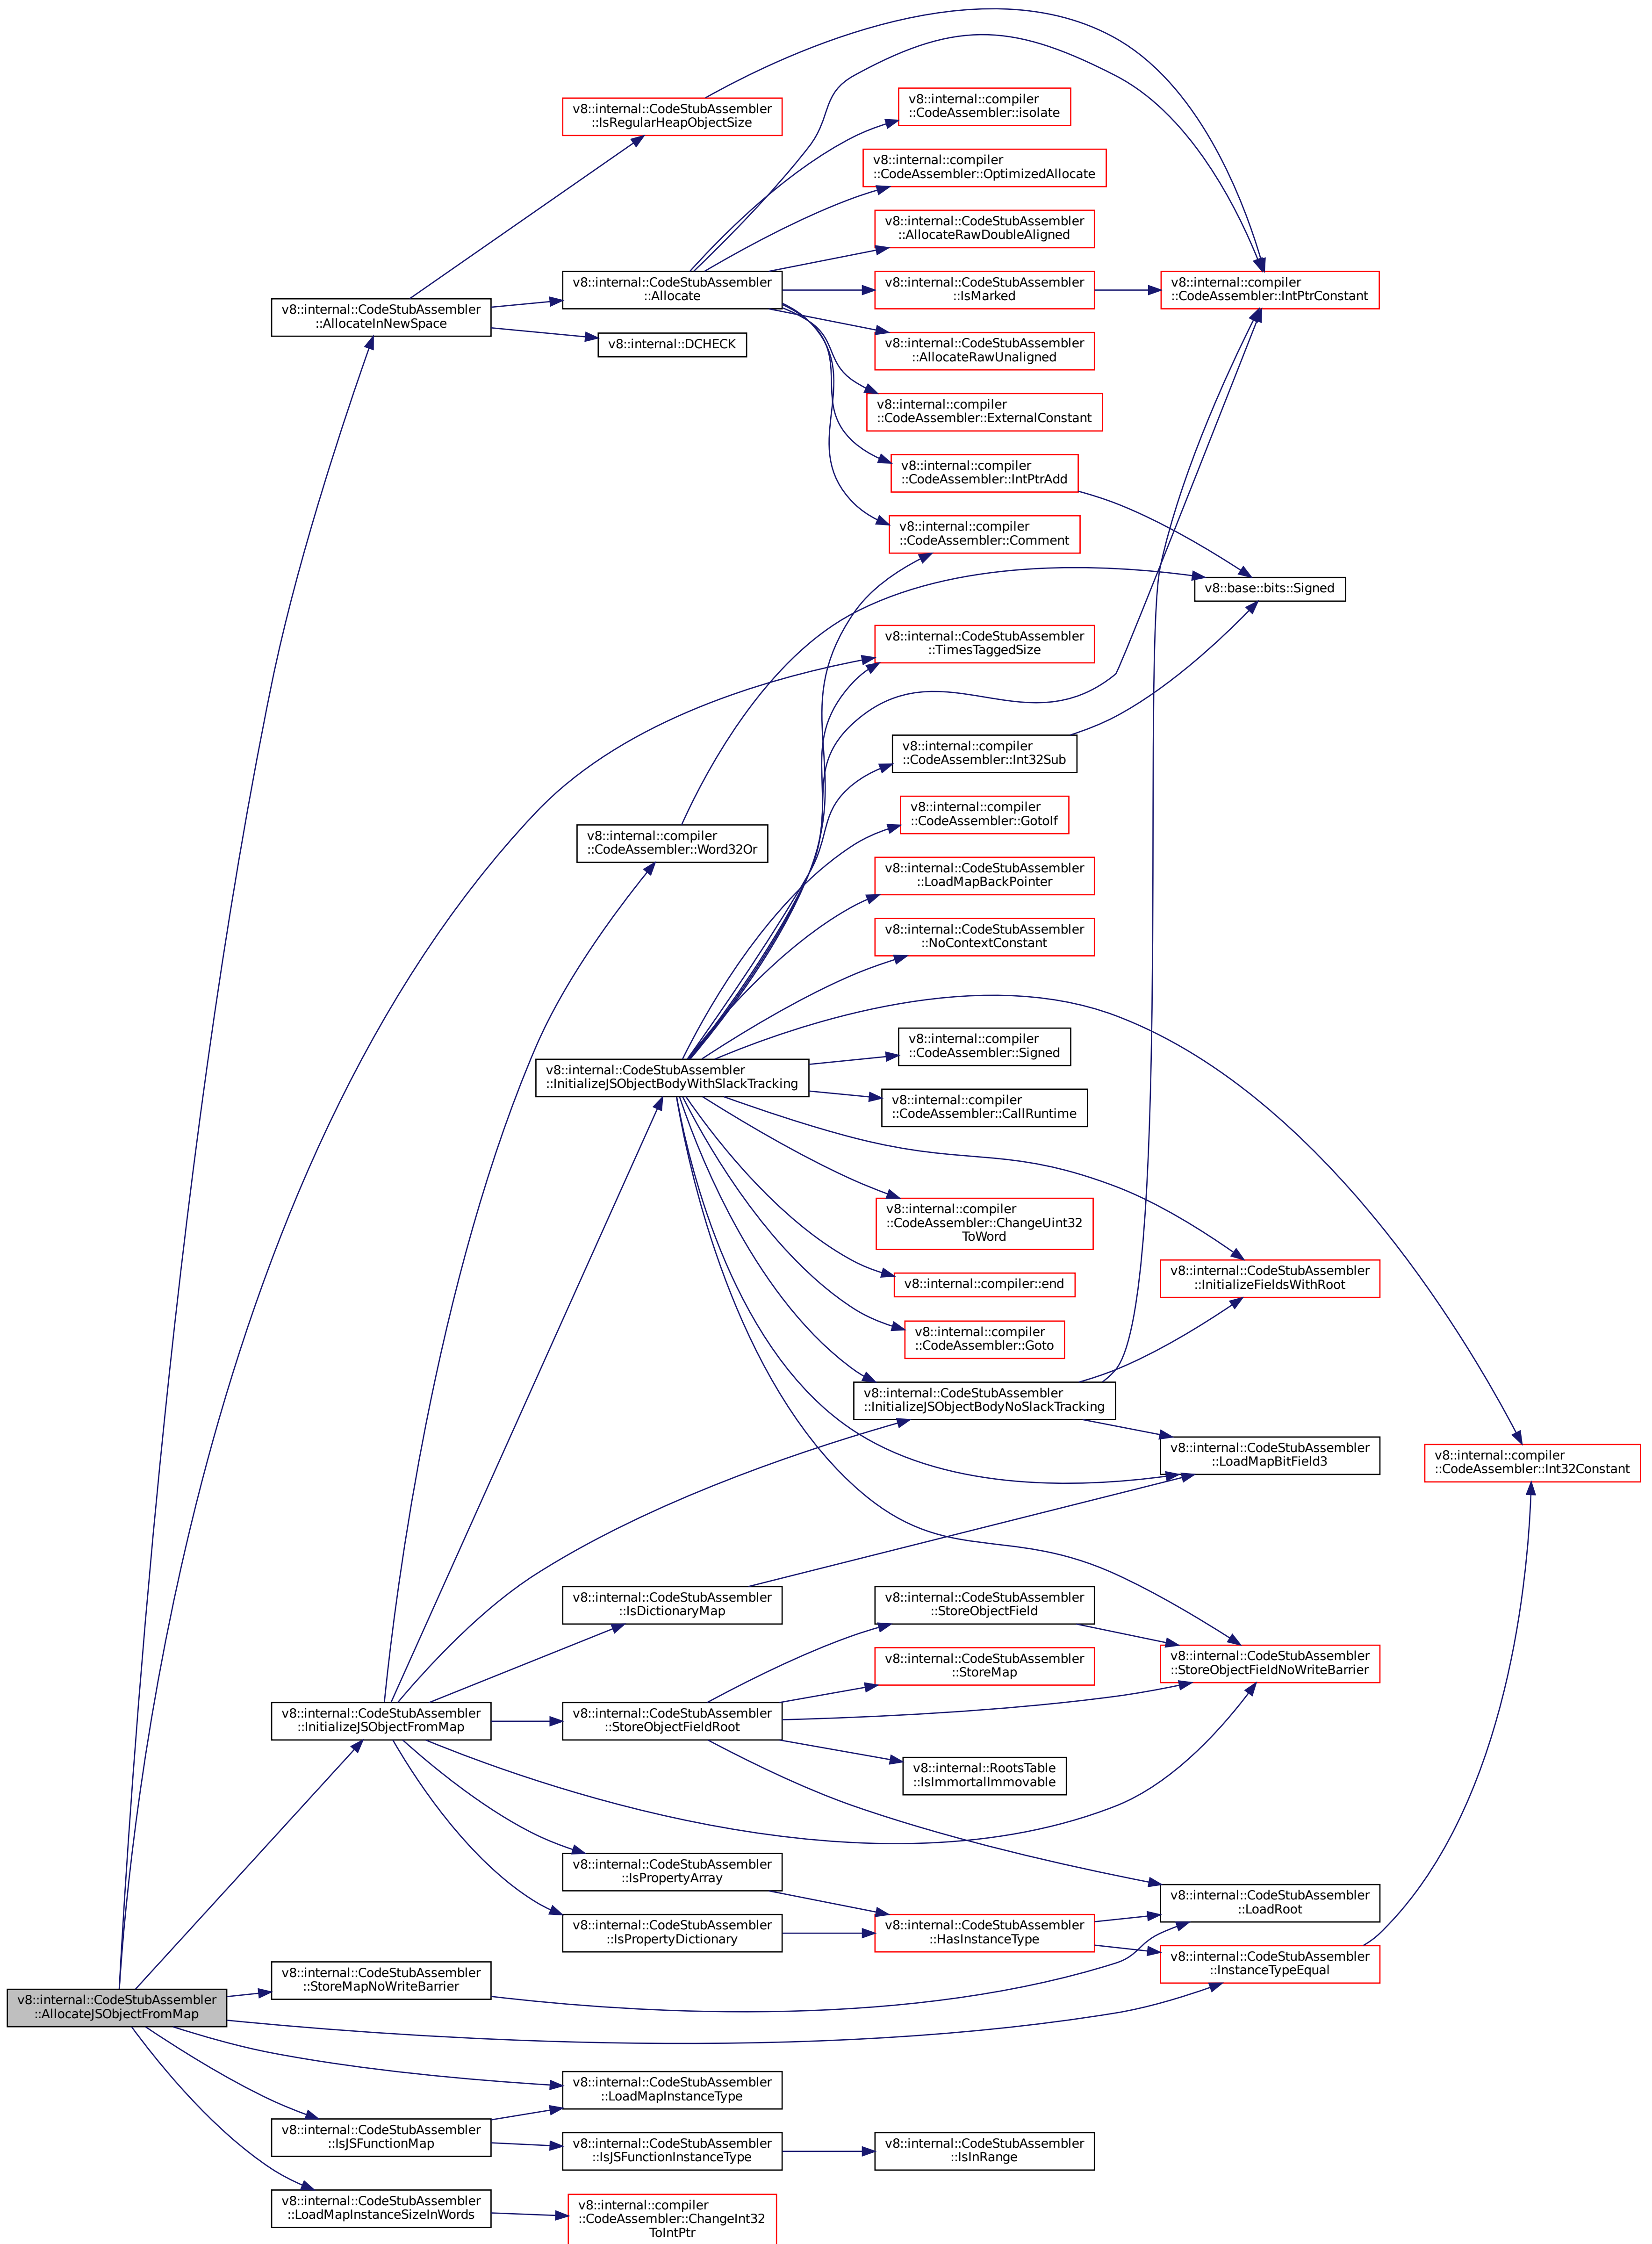 v8::internal::CodeStubAssembler
::IsRegularHeapObjectSize
v8::internal::compiler
::CodeAssembler::isolate
v8::internal::compiler
::CodeAssembler::OptimizedAllocate
v8::internal::CodeStubAssembler
::AllocateRawDoubleAligned
v8::internal::CodeStubAssembler
::Allocate
v8::internal::CodeStubAssembler
::IsMarked
v8::internal::compiler
::CodeAssembler::IntPtrConstant
v8::internal::CodeStubAssembler
::AllocateInNewSpace
v8::internal::DCHECK
v8::internal::CodeStubAssembler
::AllocateRawUnaligned
v8::internal::compiler
::CodeAssembler::ExternalConstant
v8::internal::compiler
::CodeAssembler::IntPtrAdd
v8::internal::compiler
::CodeAssembler::Comment
v8::base::bits::Signed
v8::internal::CodeStubAssembler
::TimesTaggedSize
v8::internal::compiler
::CodeAssembler::Int32Sub
v8::internal::compiler
::CodeAssembler::GotoIf
v8::internal::compiler
::CodeAssembler::Word32Or
v8::internal::CodeStubAssembler
::LoadMapBackPointer
v8::internal::CodeStubAssembler
::NoContextConstant
v8::internal::compiler
::CodeAssembler::Signed
v8::internal::CodeStubAssembler
::InitializeJSObjectBodyWithSlackTracking
v8::internal::compiler
::CodeAssembler::CallRuntime
v8::internal::compiler
::CodeAssembler::ChangeUint32
ToWord
v8::internal::CodeStubAssembler
::InitializeFieldsWithRoot
v8::internal::compiler::end
v8::internal::compiler
::CodeAssembler::Goto
v8::internal::CodeStubAssembler
::InitializeJSObjectBodyNoSlackTracking
v8::internal::CodeStubAssembler
::LoadMapBitField3
v8::internal::compiler
::CodeAssembler::Int32Constant
v8::internal::CodeStubAssembler
::IsDictionaryMap
v8::internal::CodeStubAssembler
::StoreObjectField
v8::internal::CodeStubAssembler
::StoreMap
v8::internal::CodeStubAssembler
::StoreObjectFieldNoWriteBarrier
v8::internal::CodeStubAssembler
::InitializeJSObjectFromMap
v8::internal::CodeStubAssembler
::StoreObjectFieldRoot
v8::internal::RootsTable
::IsImmortalImmovable
v8::internal::CodeStubAssembler
::IsPropertyArray
v8::internal::CodeStubAssembler
::LoadRoot
v8::internal::CodeStubAssembler
::IsPropertyDictionary
v8::internal::CodeStubAssembler
::HasInstanceType
v8::internal::CodeStubAssembler
::InstanceTypeEqual
v8::internal::CodeStubAssembler
::StoreMapNoWriteBarrier
v8::internal::CodeStubAssembler
::AllocateJSObjectFromMap
v8::internal::CodeStubAssembler
::LoadMapInstanceType
v8::internal::CodeStubAssembler
::IsJSFunctionMap
v8::internal::CodeStubAssembler
::IsJSFunctionInstanceType
v8::internal::CodeStubAssembler
::IsInRange
v8::internal::CodeStubAssembler
::LoadMapInstanceSizeInWords
v8::internal::compiler
::CodeAssembler::ChangeInt32
ToIntPtr